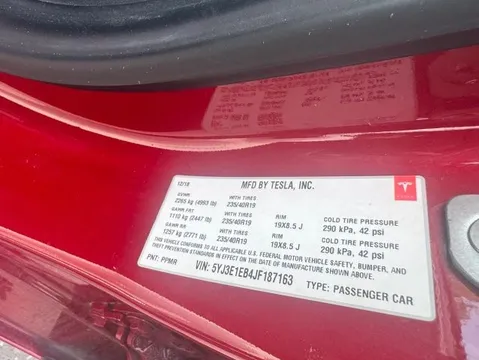 12/18 MFD BY TESLA, INC.
GVWR
2265 kg (4993 lb) WITH TIRES 235/40R19
GAWR FRT
1110 kg (2447 lb) WITH TIRES 235/40R19 RIM 19X8.5 J COLD TIRE PRESSURE 290 kPa, 42 psi
GAWR RR
1257 kg (2771 lb) WITH TIRES 235/40R19 RIM 19X8.5 J COLD TIRE PRESSURE 290 kPa, 42 psi
THIS VEHICLE CONFORMS TO ALL APPLICABLE U.S. FEDERAL MOTOR VEHICLE SAFETY, BUMPER, AND
THEFT PREVENTION STANDARDS IN EFFECT ON THE DATE OF MANUFACTURE SHOWN ABOVE.
PNT: PPMR VIN: 5YJ3E1EB4JF187163 TYPE: PASSENGER CAR